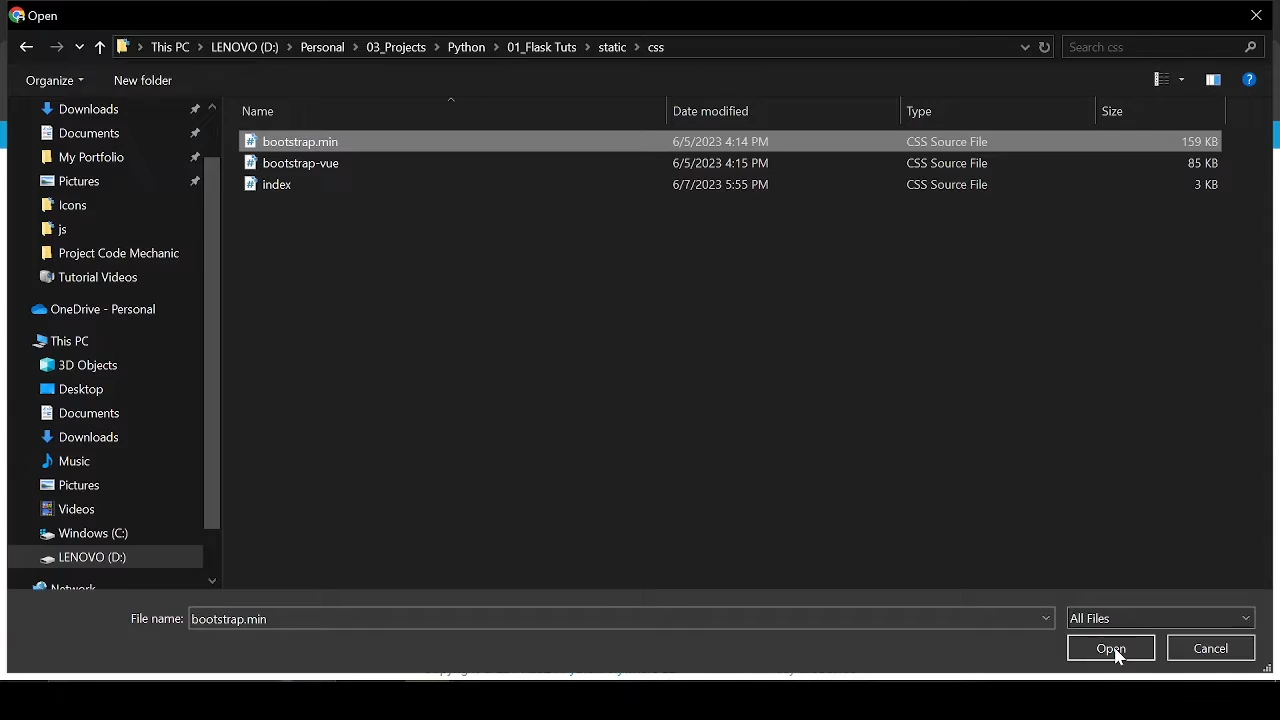 Open
This PC > LENOVO (D:) > Personal > 03_Projects > Python > 01_Flask Tuts > static > css
Search css
Organize
New folder
Name
Date modified
Type
Size
Downloads
Documents
My Portfolio
Pictures
Icons
js
Project Code Mechanic
Tutorial Videos
OneDrive - Personal
This PC
3D Objects
Desktop
Documents
Downloads
Music
Pictures
Videos
Windows (C:)
LENOVO (D:)
Network
bootstrap.min 6/5/2023 4:14 PM CSS Source File 159 KB
bootstrap-vue 6/5/2023 4:15 PM CSS Source File 85 KB
index 6/7/2023 5:55 PM CSS Source File 3 KB
File name: bootstrap.min
All Files
Open
Cancel